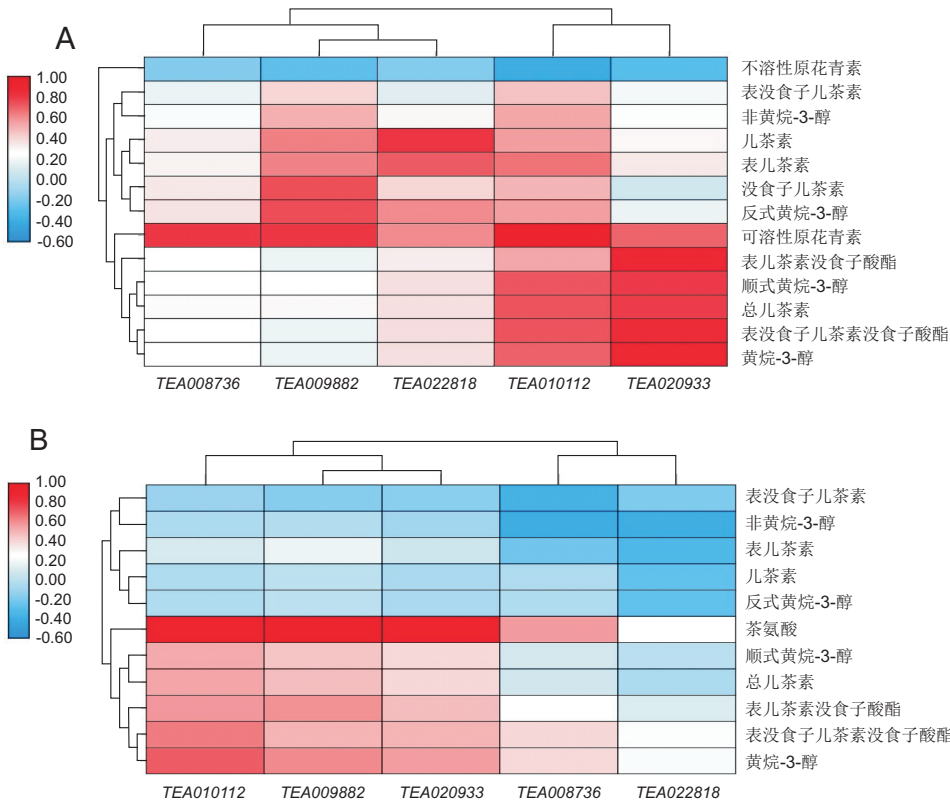 A
1.00
0.80
0.60
0.40
0.20
0.00
-0.20
-0.40
-0.60
不溶性原花青素
表没食子儿茶素
非黄烷-3-醇
儿茶素
表儿茶素
没食子儿茶素
反式黄烷-3-醇
可溶性原花青素
表儿茶素没食子酸酯
顺式黄烷-3-醇
总儿茶素
表没食子儿茶素没食子酸酯
黄烷-3-醇
TEA008736 TEA009882 TEA022818 TEA010112 TEA020933
B
1.00
0.80
0.60
0.40
0.20
0.00
-0.20
-0.40
-0.60
表没食子儿茶素
非黄烷-3-醇
表儿茶素
儿茶素
反式黄烷-3-醇
茶氨酸
顺式黄烷-3-醇
总儿茶素
表儿茶素没食子酸酯
表没食子儿茶素没食子酸酯
黄烷-3-醇
TEA010112 TEA009882 TEA020933 TEA008736 TEA022818